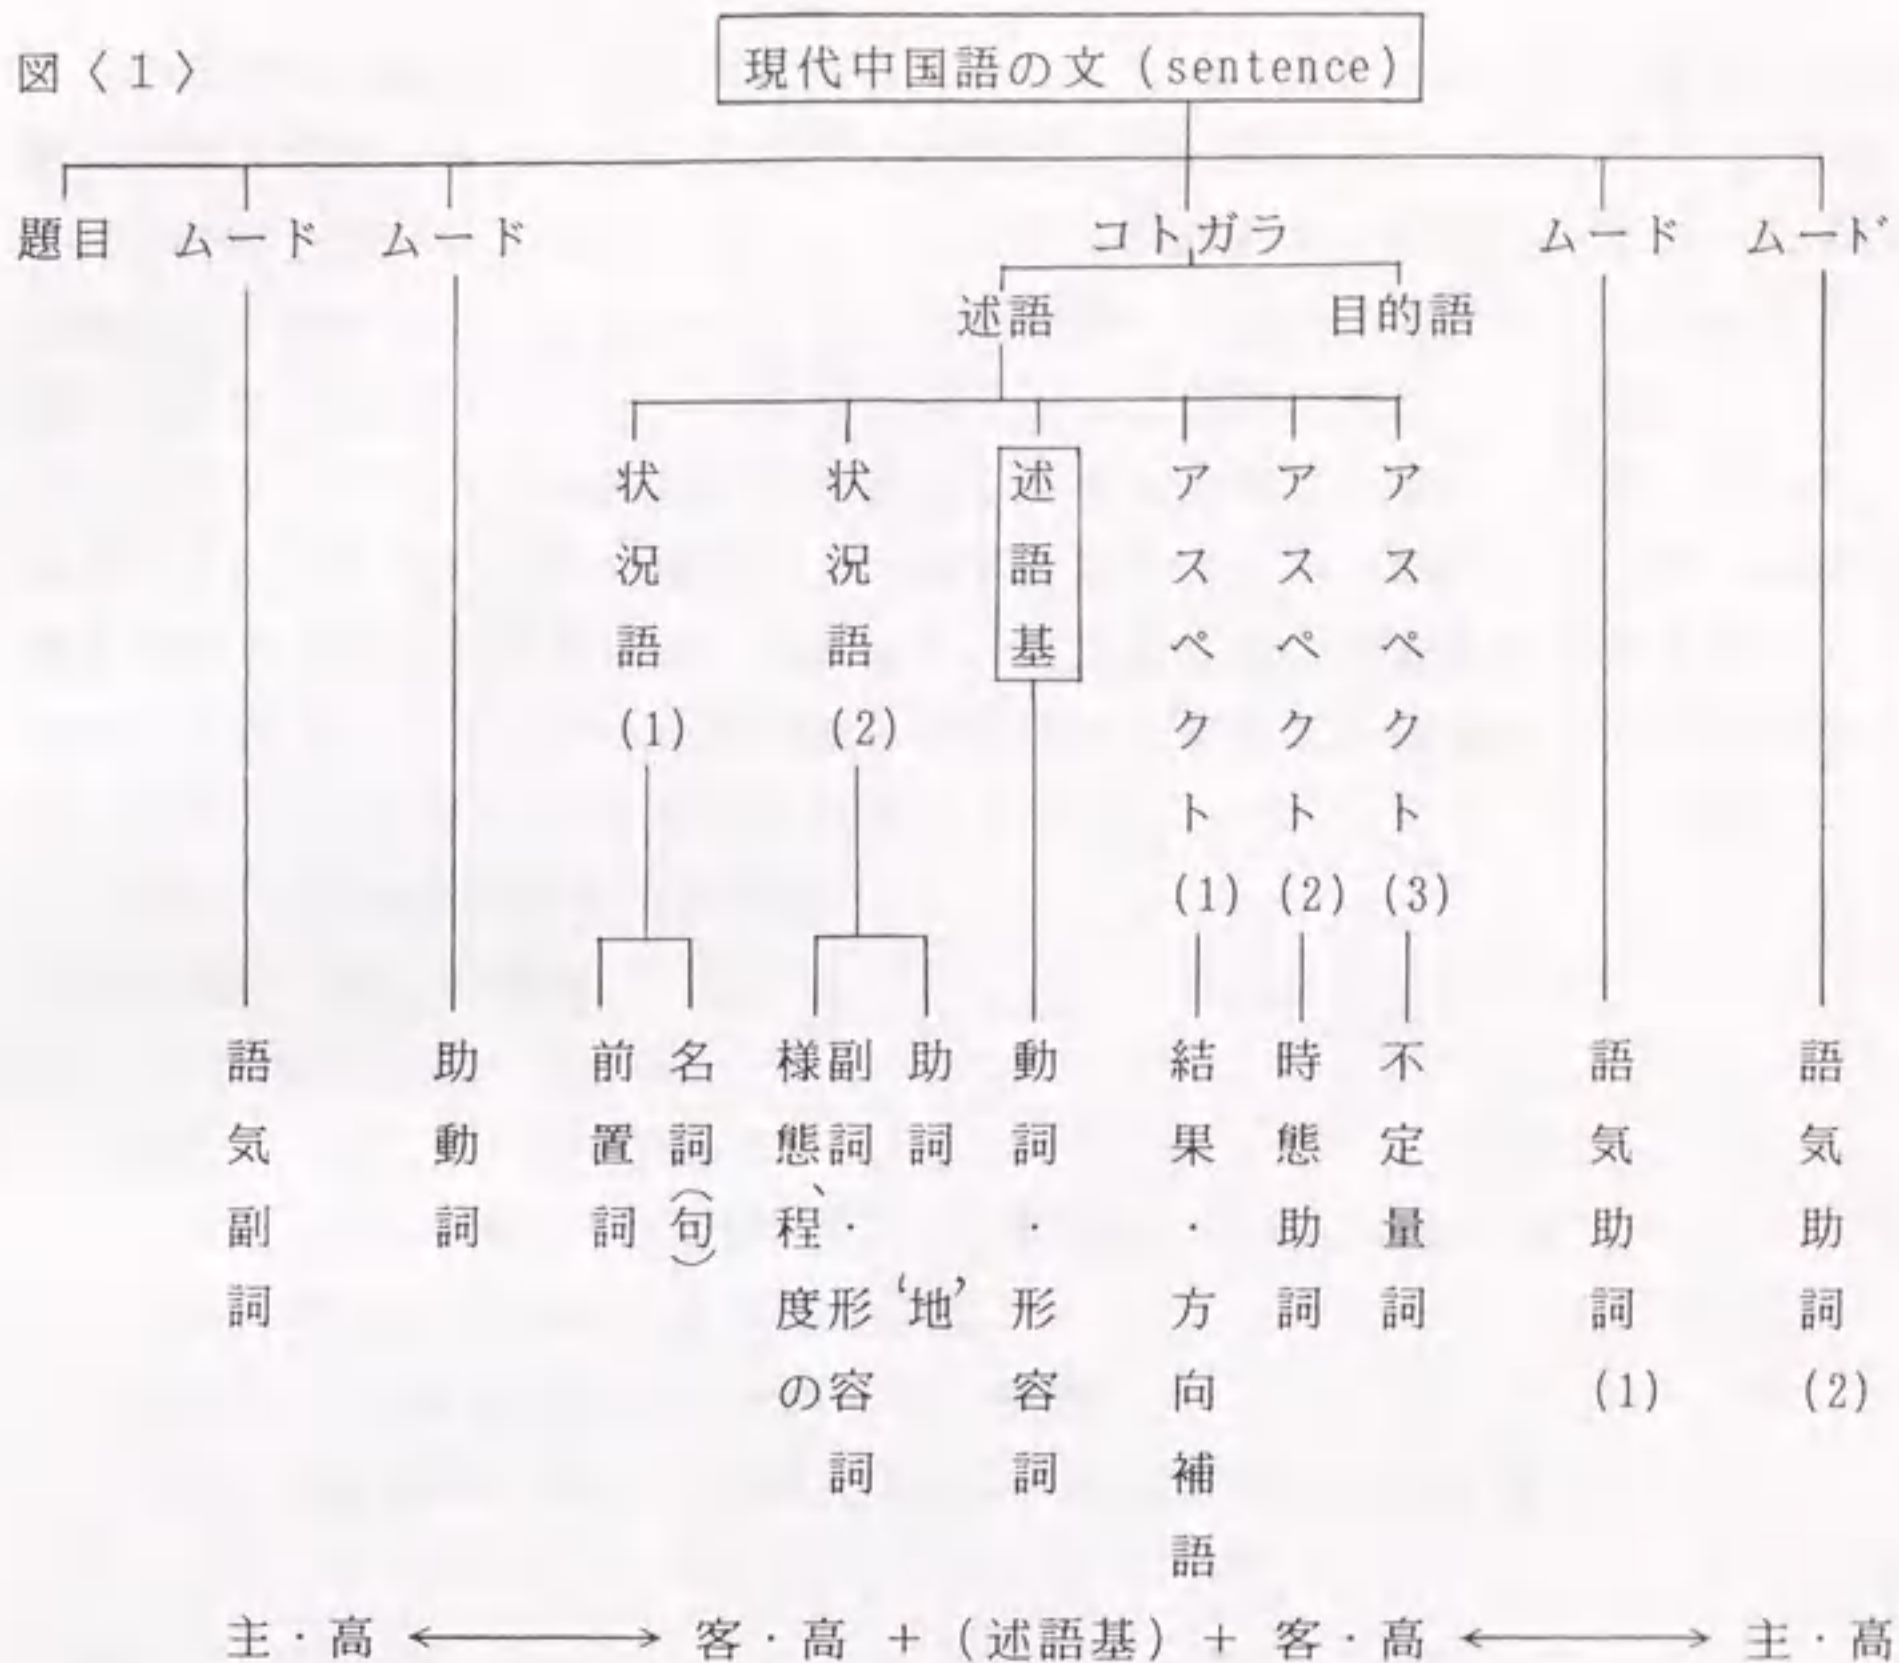 図〈1〉
現代中国語の文 (sentence)
題目 ムード ムード コトガラ ムード ムード
述語 目的語
状況語(1)
状況語(2)
述語基
アスペクト(1)
アスペクト(2)
アスペクト(3)
語気副詞
助動詞
前置詞
名詞(句)
様態、程度の
副詞・形容詞
助詞‘地’
動詞・形容詞
結果・方向補語
時態助詞
不定量詞
語気助詞(1)
語気助詞(2)
主・高 ←→ 客・高 + (述語基) + 客・高 ←→ 主・高